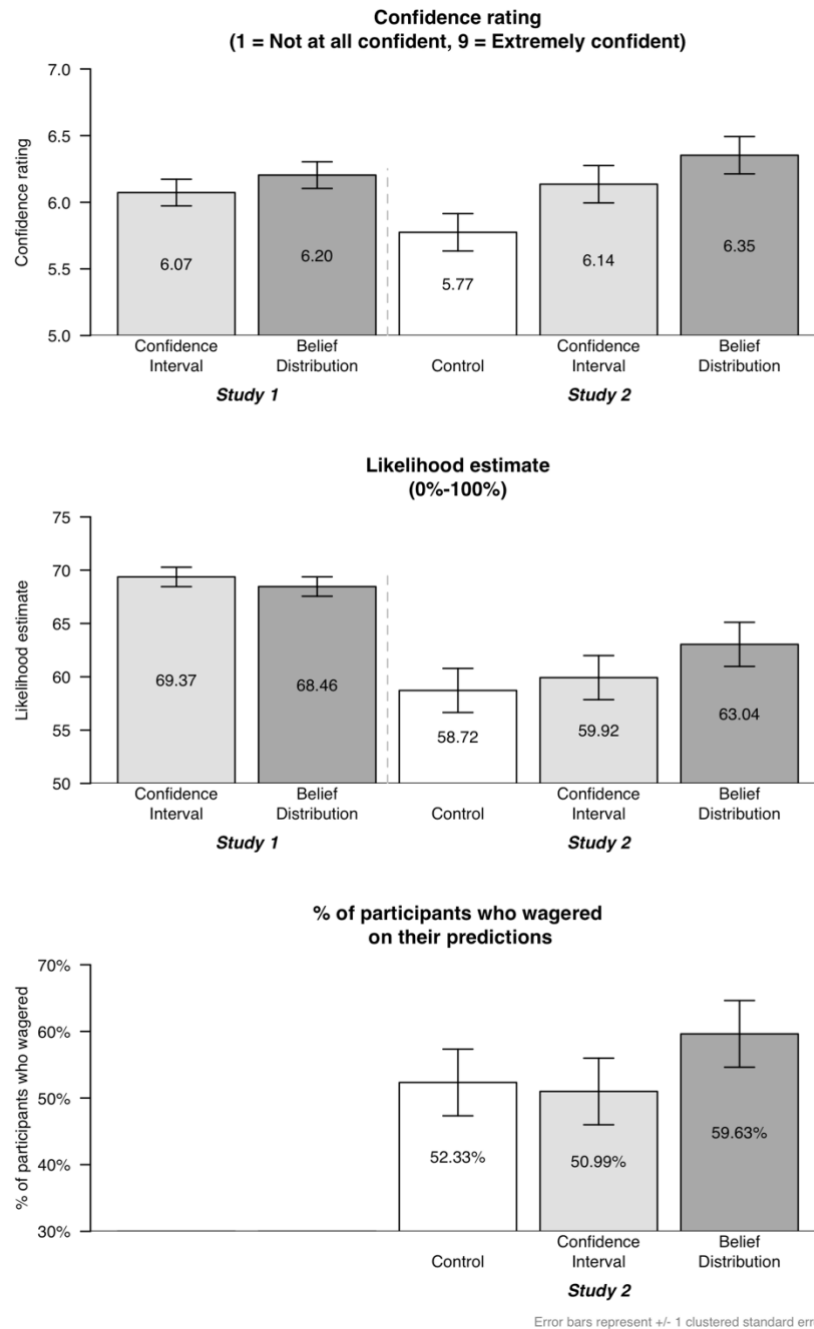 Confidence rating
(1 = Not at all confident, 9 = Extremely confident)
Confidence rating
7.0
6.5
6.0
5.5
5.0
6.07
6.20
5.77
6.14
6.35
Confidence Interval
Belief Distribution
Control
Confidence Interval
Belief Distribution
Study 1
Study 2
Likelihood estimate
(0%-100%)
Likelihood estimate
75
70
65
60
55
50
69.37
68.46
58.72
59.92
63.04
Confidence Interval
Belief Distribution
Control
Confidence Interval
Belief Distribution
Study 1
Study 2
% of participants who wagered
on their predictions
% of participants who wagered
70%
60%
50%
40%
30%
52.33%
50.99%
59.63%
Control
Confidence Interval
Belief Distribution
Study 2
Error bars represent +/- 1 clustered standard err